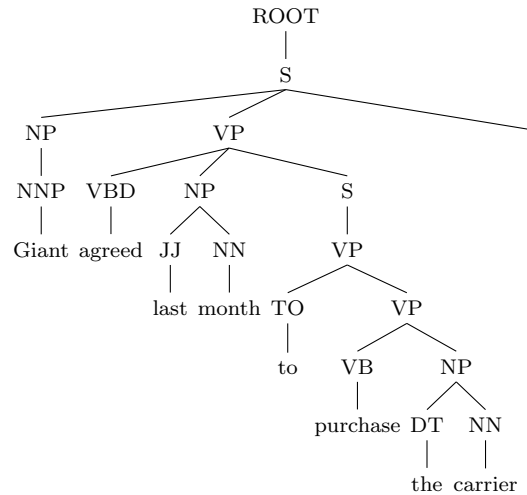 ROOT
S
NP VP
NNP VBD NP S
Giant agreed JJ NN VP
last month TO VP
to VB NP
purchase DT NN
the carrier